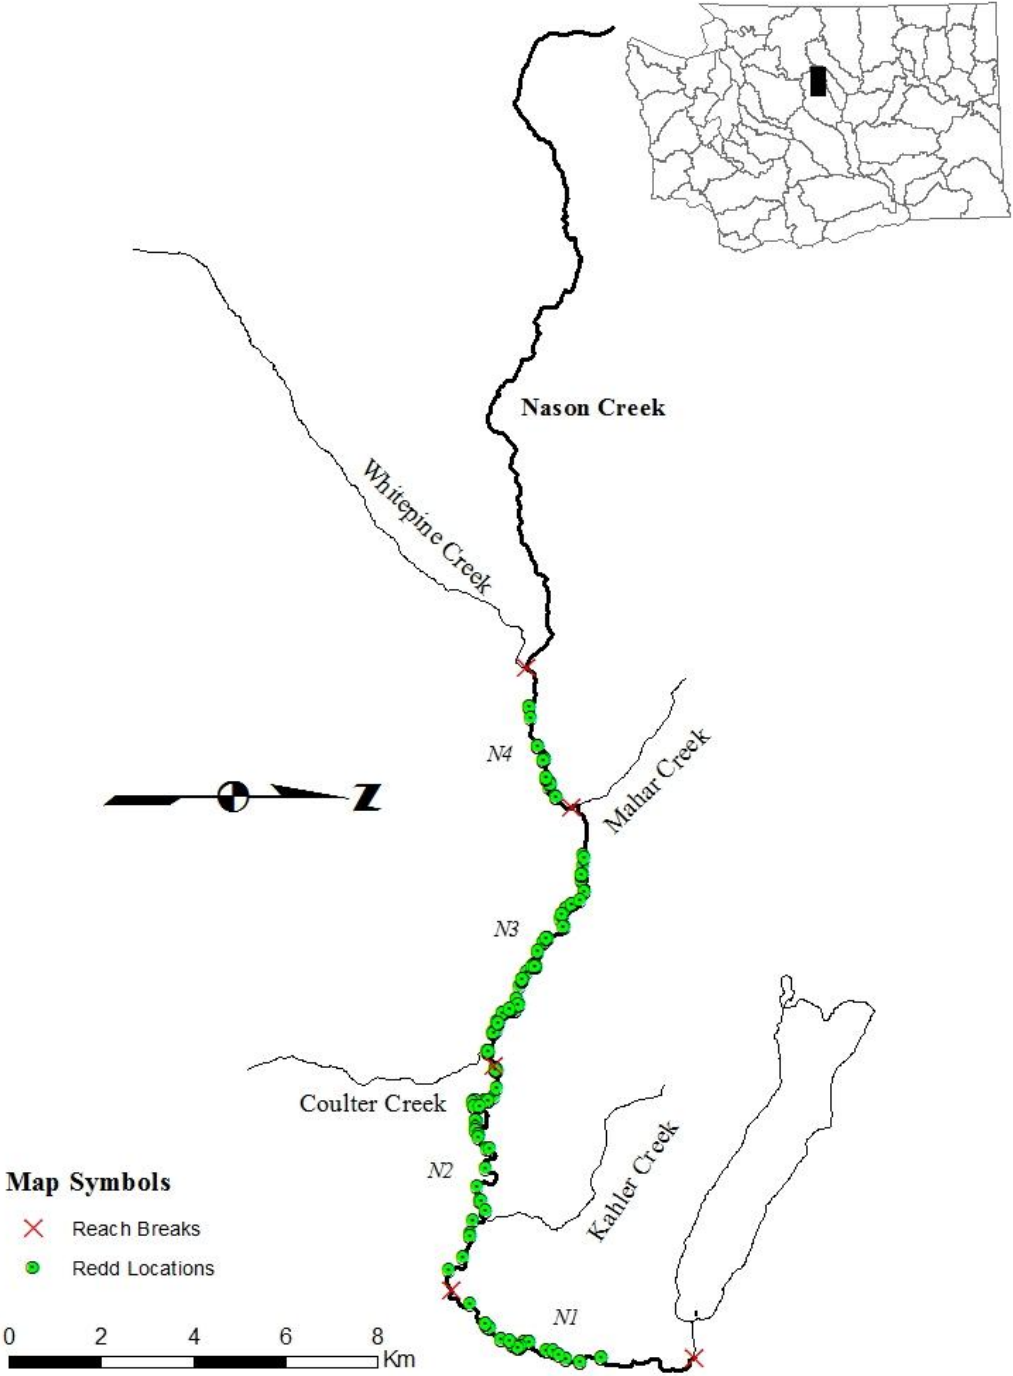 Nason Creek
Whitepine Creek
N4
Mahar Creek
N
N3
Coulter Creek
N2
Kahler Creek
Map Symbols
Reach Breaks
Redd Locations
N1
0 2 4 6 8
Km